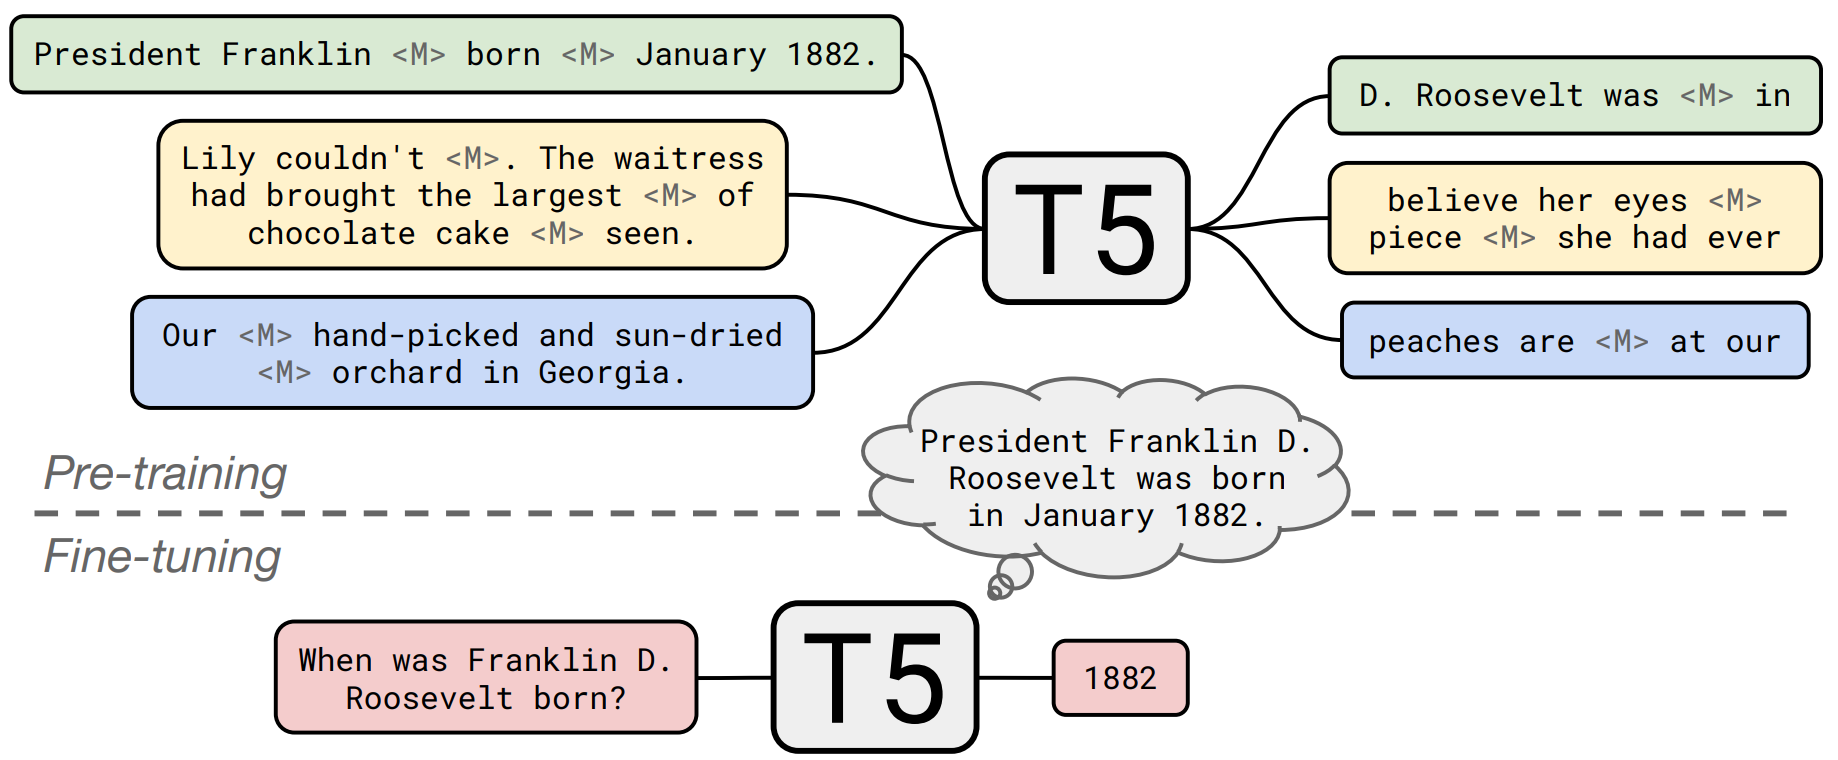 President Franklin <M> born <M> January 1882.
Lily couldn't <M>. The waitress
had brought the largest <M> of
chocolate cake <M> seen.
Our <M> hand-picked and sun-dried
<M> orchard in Georgia.
T5
D. Roosevelt was <M> in
believe her eyes <M>
piece <M> she had ever
peaches are <M> at our
Pre-training
President Franklin D.
Roosevelt was born
in January 1882.
Fine-tuning
When was Franklin D.
Roosevelt born?
T5
1882